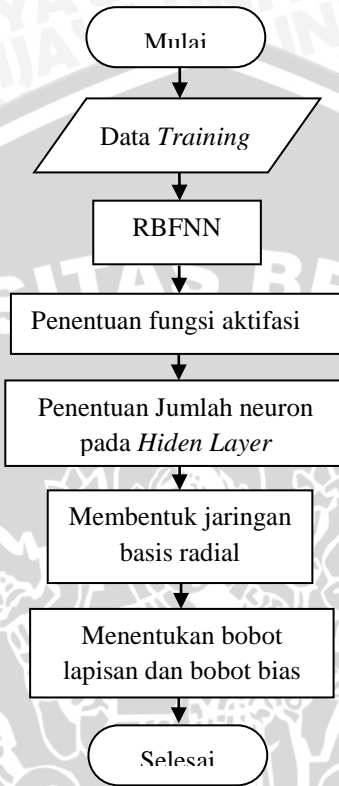 Mulai
Data Training
RBFNN
SITAS B
Penentuan fungsi aktifasi
Penentuan Jumlah neuron
pada Hiden Layer
Membentuk jaringan
basis radial
Menentukan bobot
lapisan dan bobot bias
Selesai